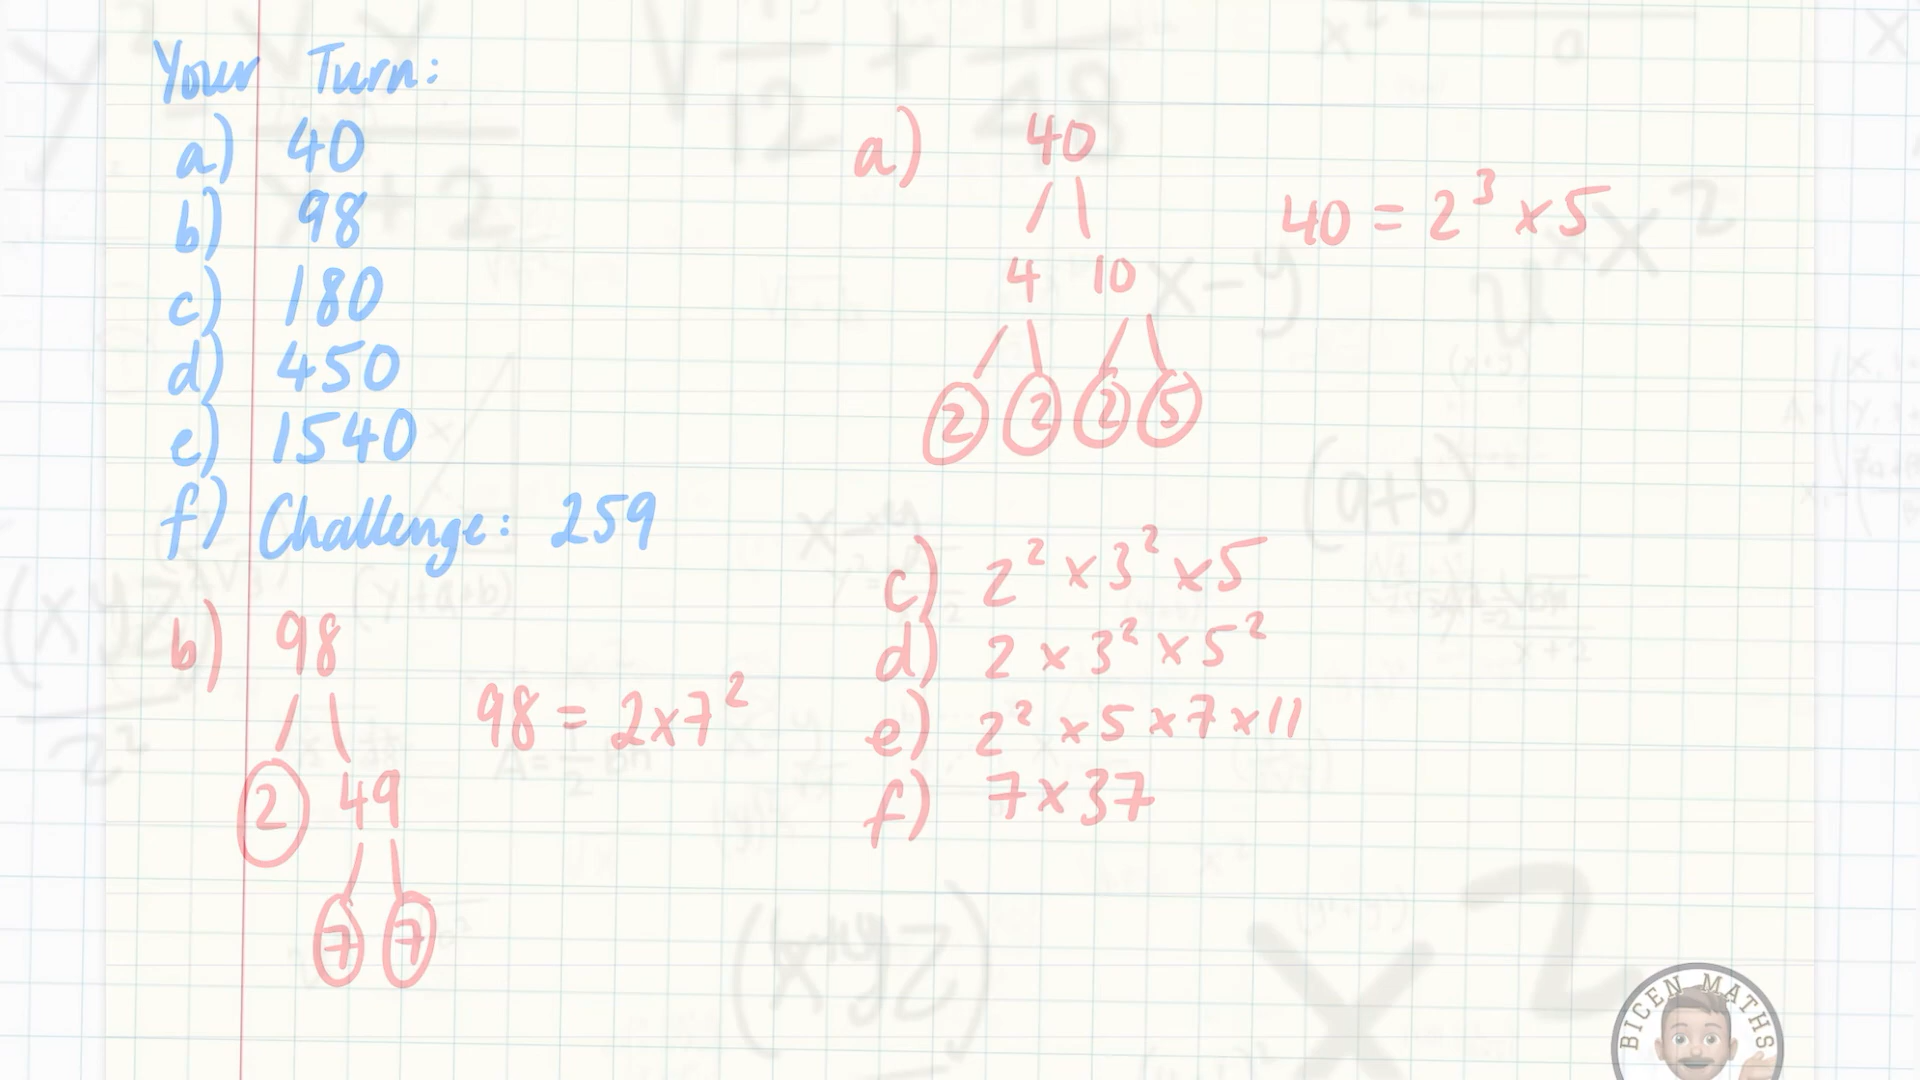 Your Turn:
a) 40
b) 98
c) 180
d) 450
e) 1540
f) Challenge: 259
a) 40
4 10
2 2 2 5
40 = 2³ × 5
b) 98
2 49
7 7
98 = 2 × 7²
c) 2² × 3² × 5
d) 2 × 3² × 5²
e) 2² × 5 × 7 × 11
f) 7 × 37
BICEN MATHS